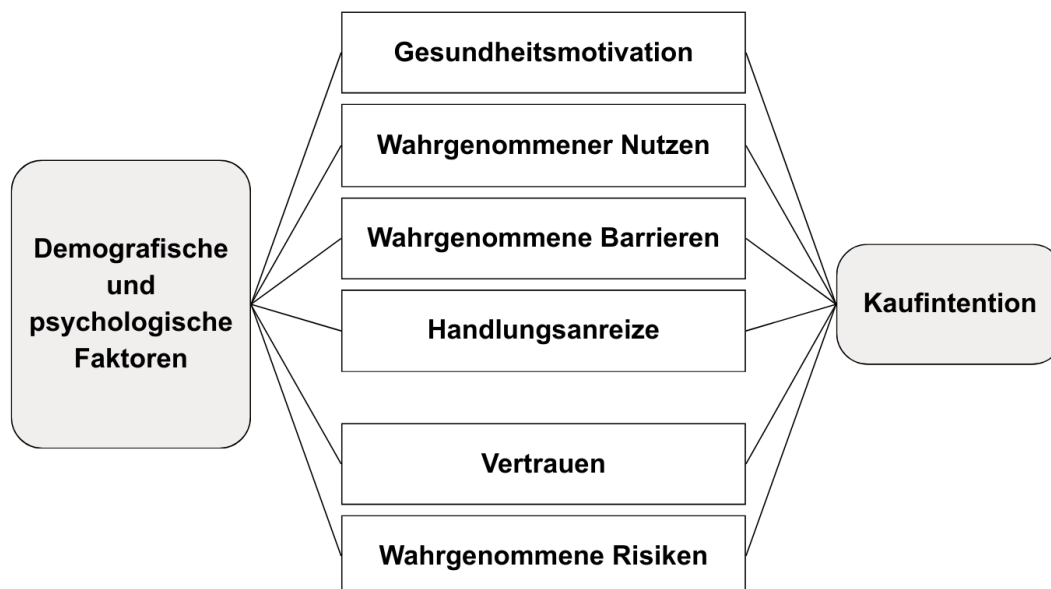 Gesundheitsmotivation
Wahrgenommener Nutzen
Wahrgenommene Barrieren
Handlungsanreize
Vertrauen
Wahrgenommene Risiken
Demografische
und
psychologische
Faktoren
Kaufintention